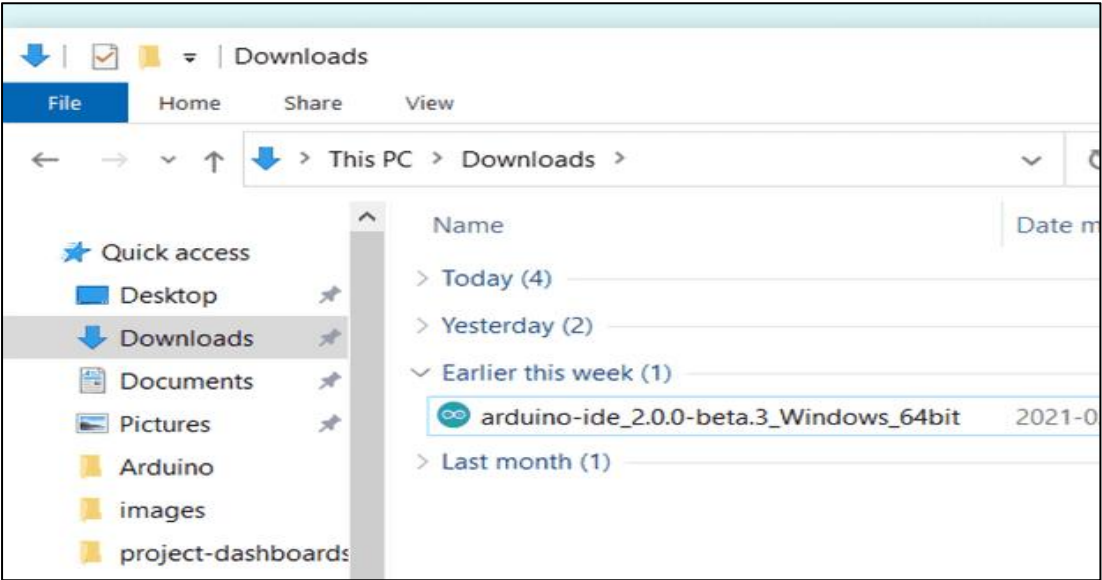 Downloads
File Home Share View
This PC > Downloads >
Name Date m
Quick access
Today (4)
Desktop
Yesterday (2)
Downloads
Earlier this week (1)
Documents
arduino-ide_2.0.0-beta.3_Windows_64bit 2021-0
Pictures
Last month (1)
Arduino
images
project-dashboards